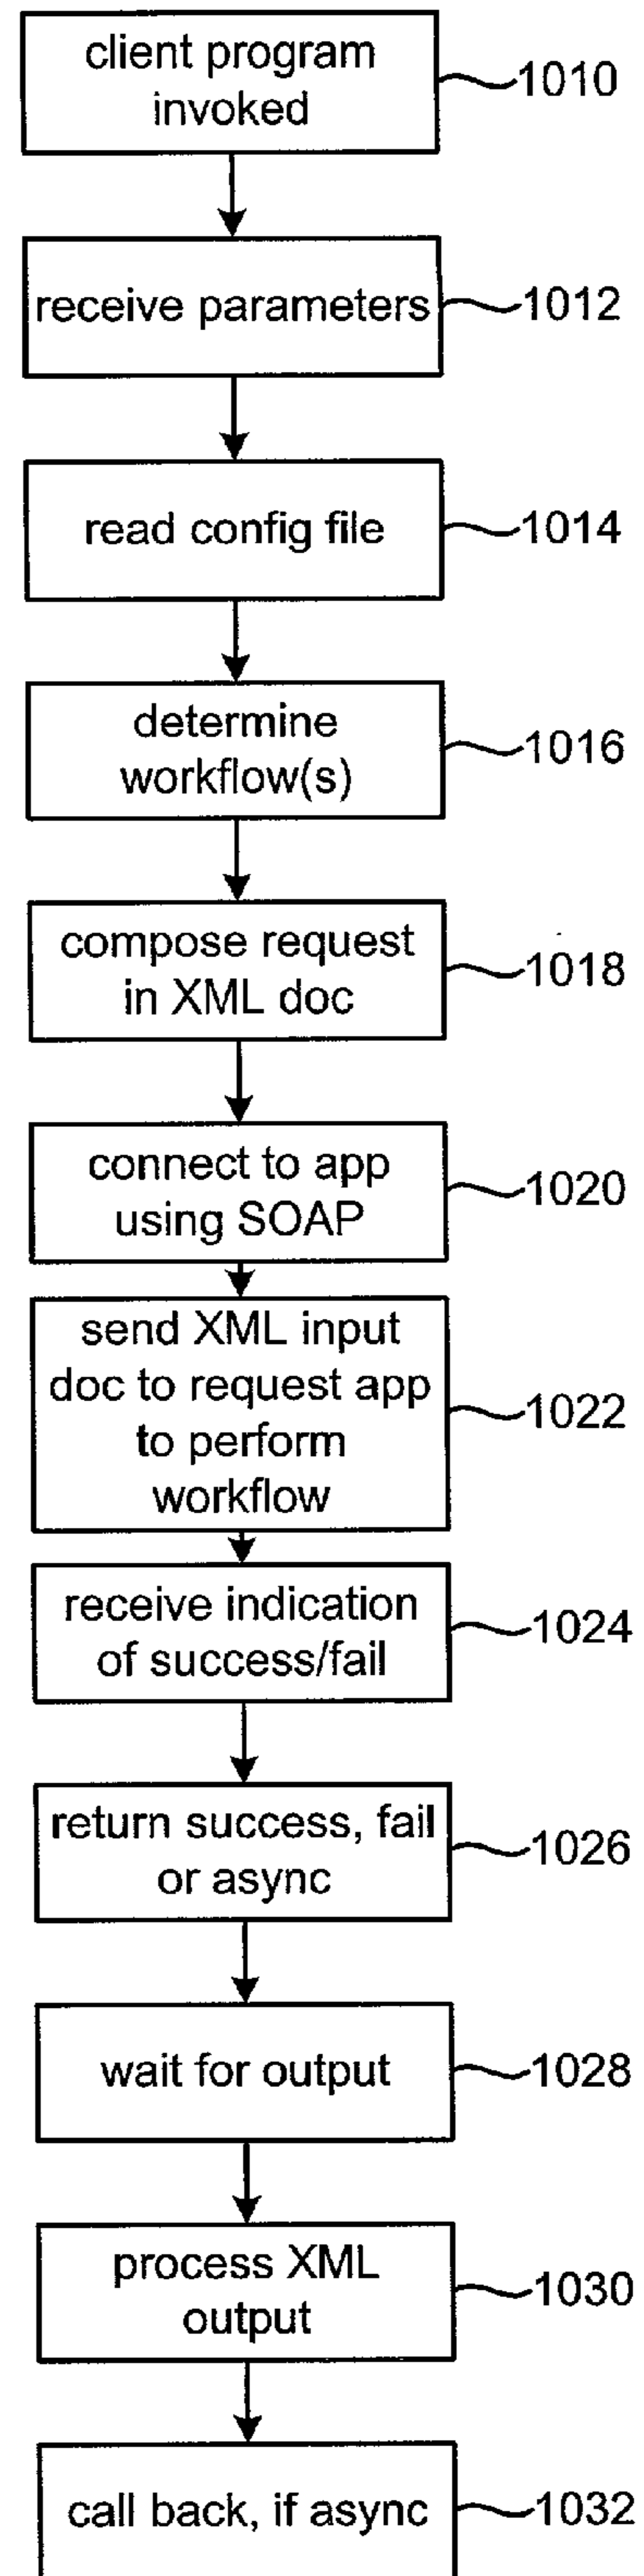 client program
invoked
1010
receive parameters
1012
read config file
1014
determine
workflow(s)
1016
compose request
in XML doc
1018
connect to app
using SOAP
1020
send XML input
doc to request app
to perform
workflow
1022
receive indication
of success/fail
1024
return success, fail
or async
1026
wait for output
1028
process XML
output
1030
call back, if async
1032